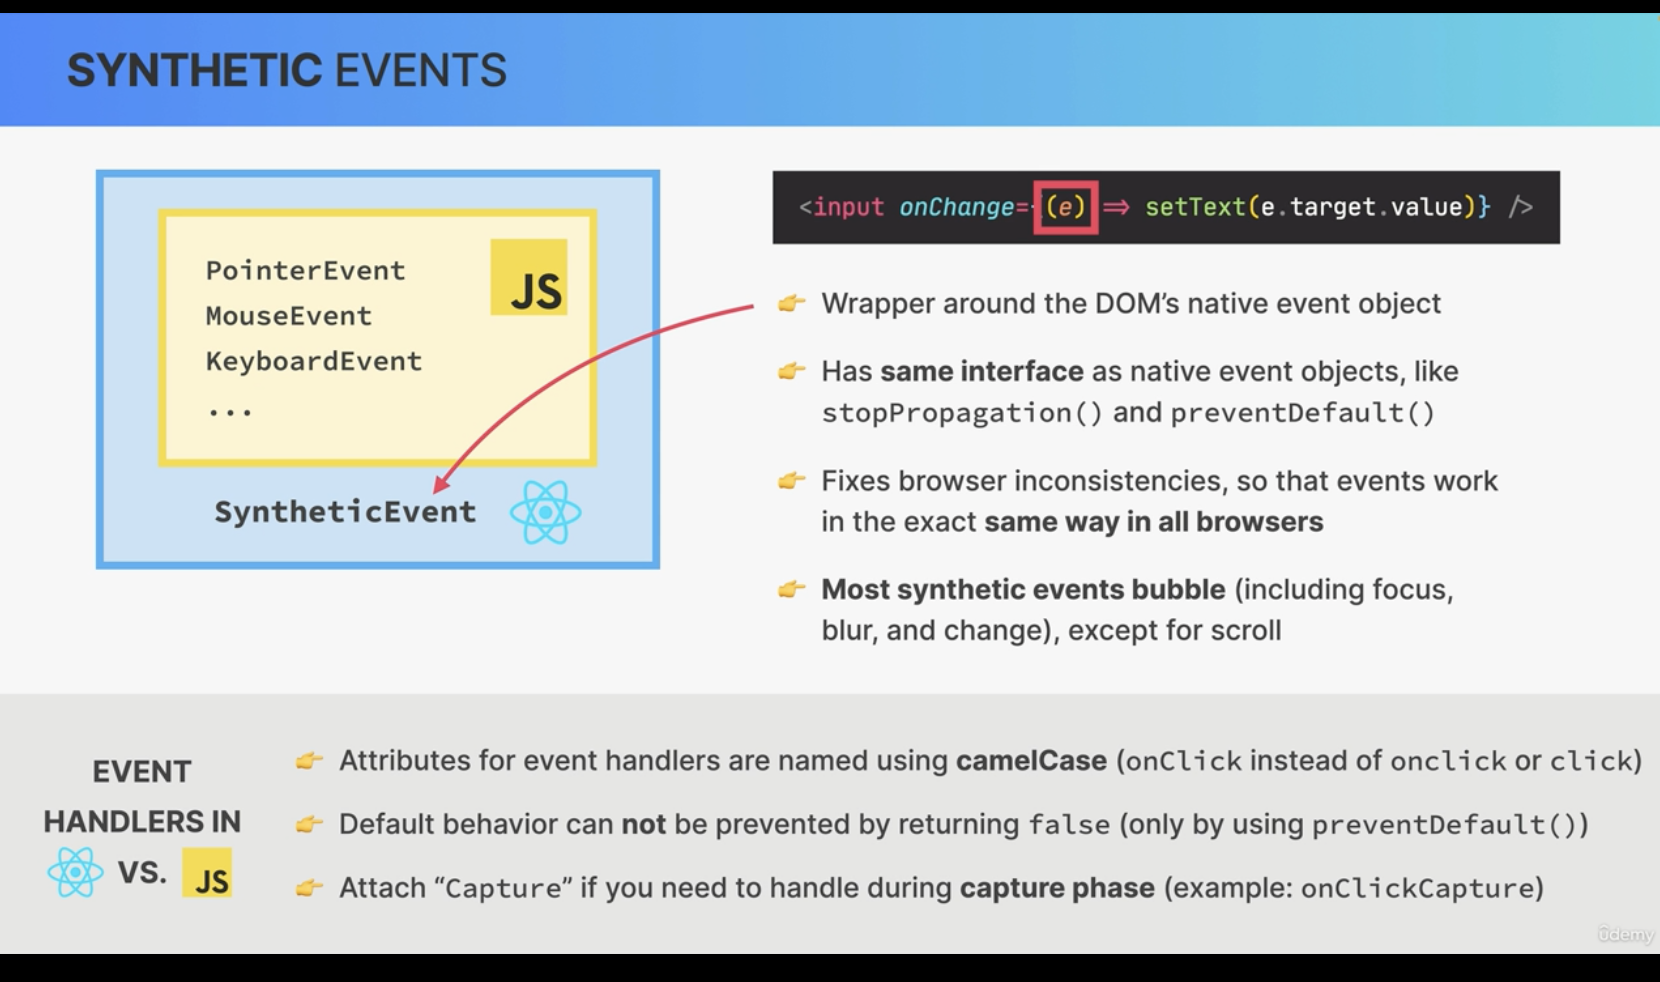 SYNTHETIC EVENTS
PointerEvent
MouseEvent
KeyboardEvent
...
JS
SyntheticEvent
<input onChange={(e) => setText(e.target.value)} />
Wrapper around the DOM’s native event object
Has same interface as native event objects, like
stopPropagation() and preventDefault()
Fixes browser inconsistencies, so that events work
in the exact same way in all browsers
Most synthetic events bubble (including focus,
blur, and change), except for scroll
EVENT
HANDLERS IN
VS. JS
Attributes for event handlers are named using camelCase (onClick instead of onclick or click)
Default behavior can not be prevented by returning false (only by using preventDefault())
Attach “Capture” if you need to handle during capture phase (example: onClickCapture)
ûdemy